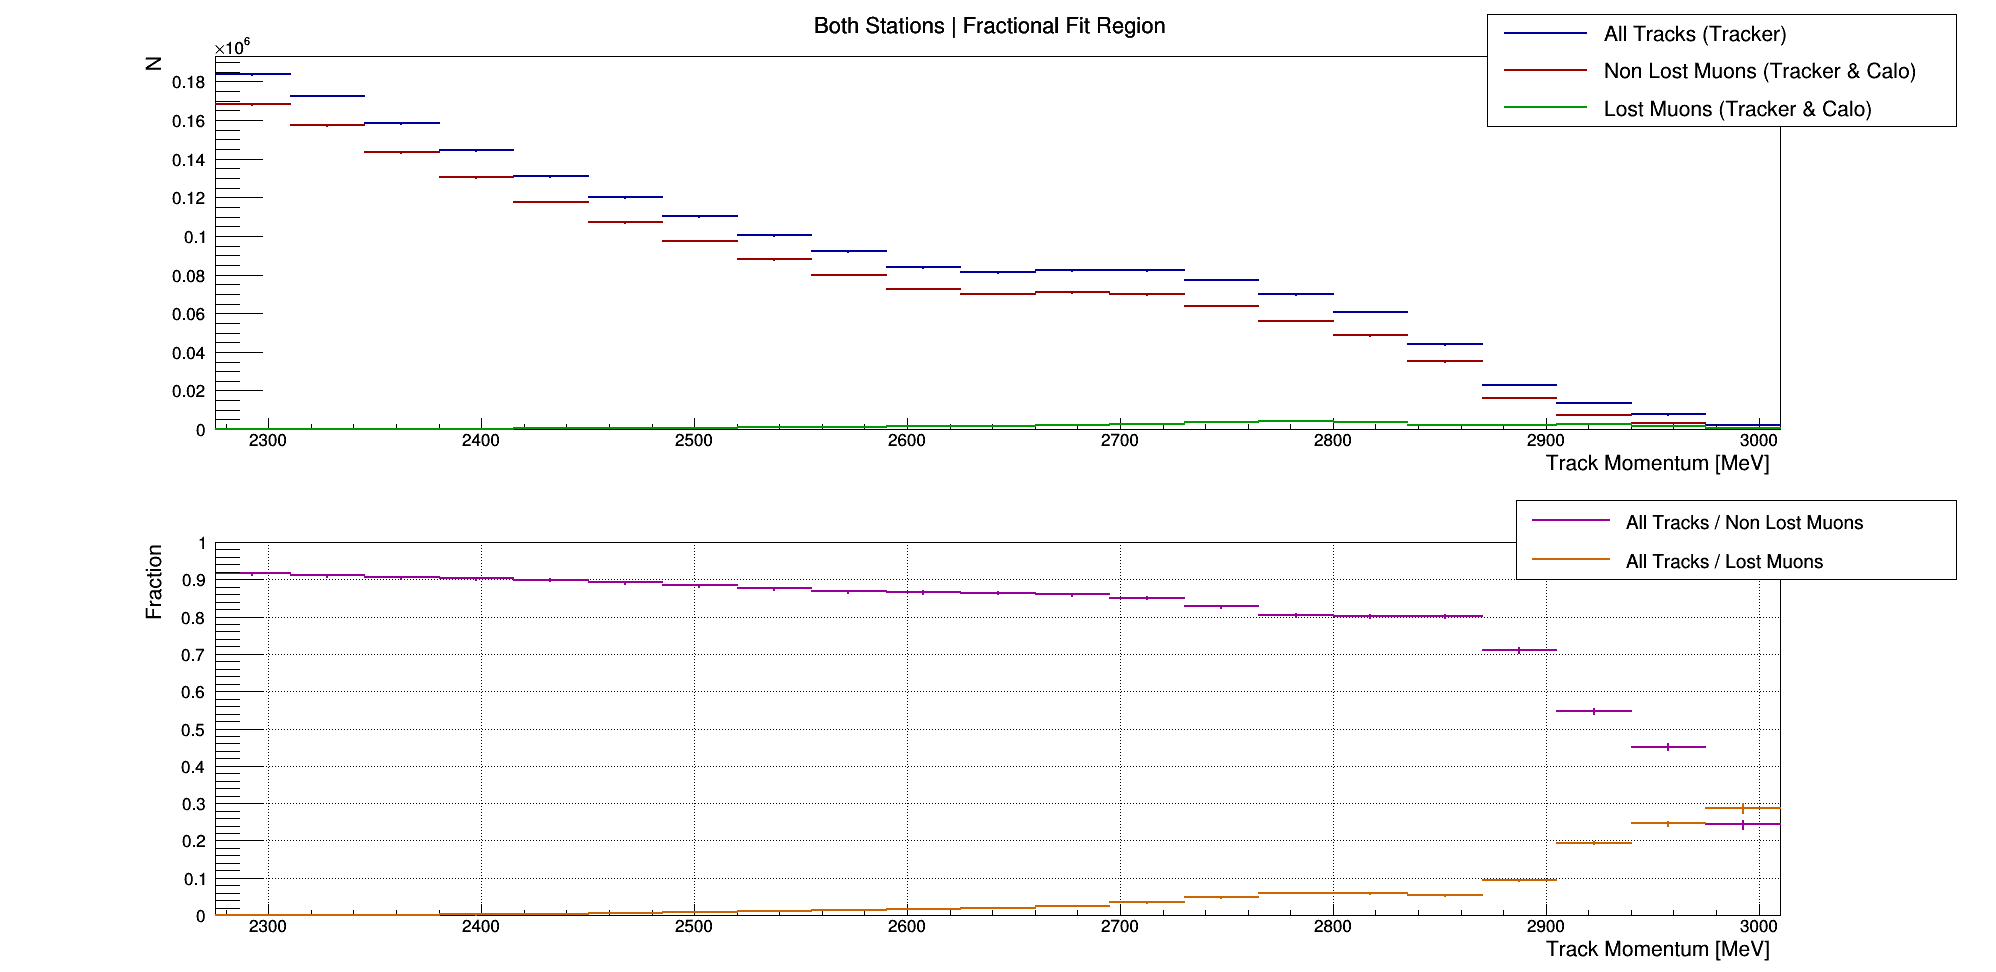 Both Stations | Fractional Fit Region
×10⁶
N
All Tracks (Tracker)
Non Lost Muons (Tracker & Calo)
Lost Muons (Tracker & Calo)
0.18
0.16
0.14
0.12
0.1
0.08
0.06
0.04
0.02
0
2300 2400 2500 2600 2700 2800 2900 3000
Track Momentum [MeV]
Fraction
All Tracks / Non Lost Muons
All Tracks / Lost Muons
1
0.9
0.8
0.7
0.6
0.5
0.4
0.3
0.2
0.1
0
2300 2400 2500 2600 2700 2800 2900 3000
Track Momentum [MeV]